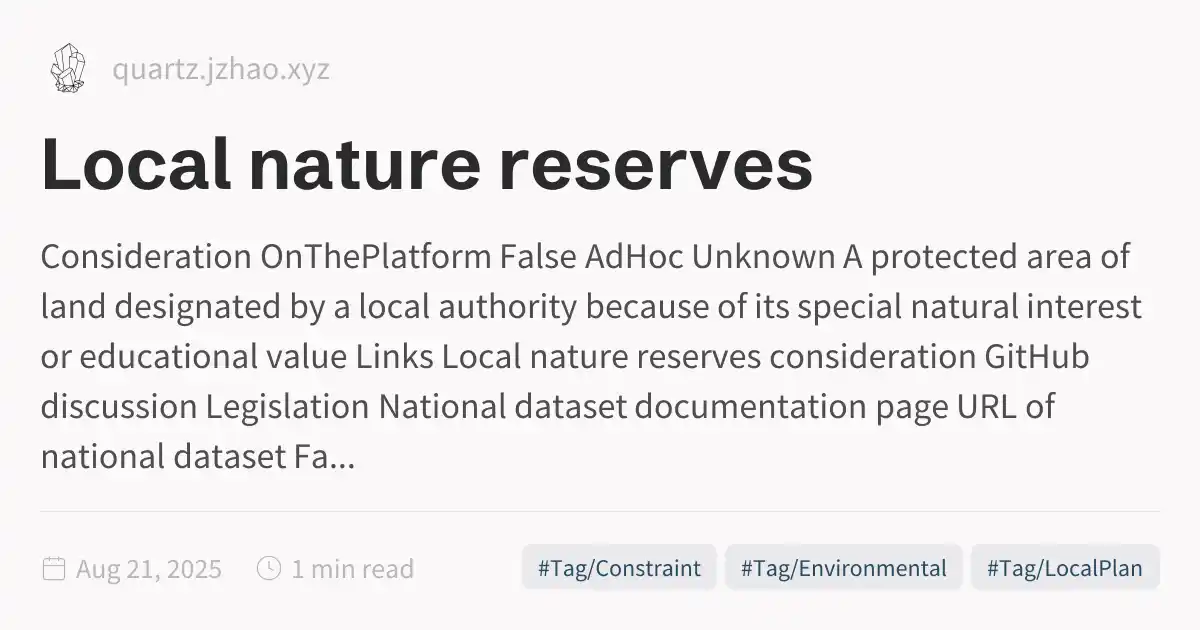 quartz.jzhao.xyz
Local nature reserves
Consideration OnThePlatform False AdHoc Unknown A protected area of
land designated by a local authority because of its special natural interest
or educational value Links Local nature reserves consideration GitHub
discussion Legislation National dataset documentation page URL of
national dataset Fa...
Aug 21, 2025 1 min read #Tag/Constraint #Tag/Environmental #Tag/LocalPlan